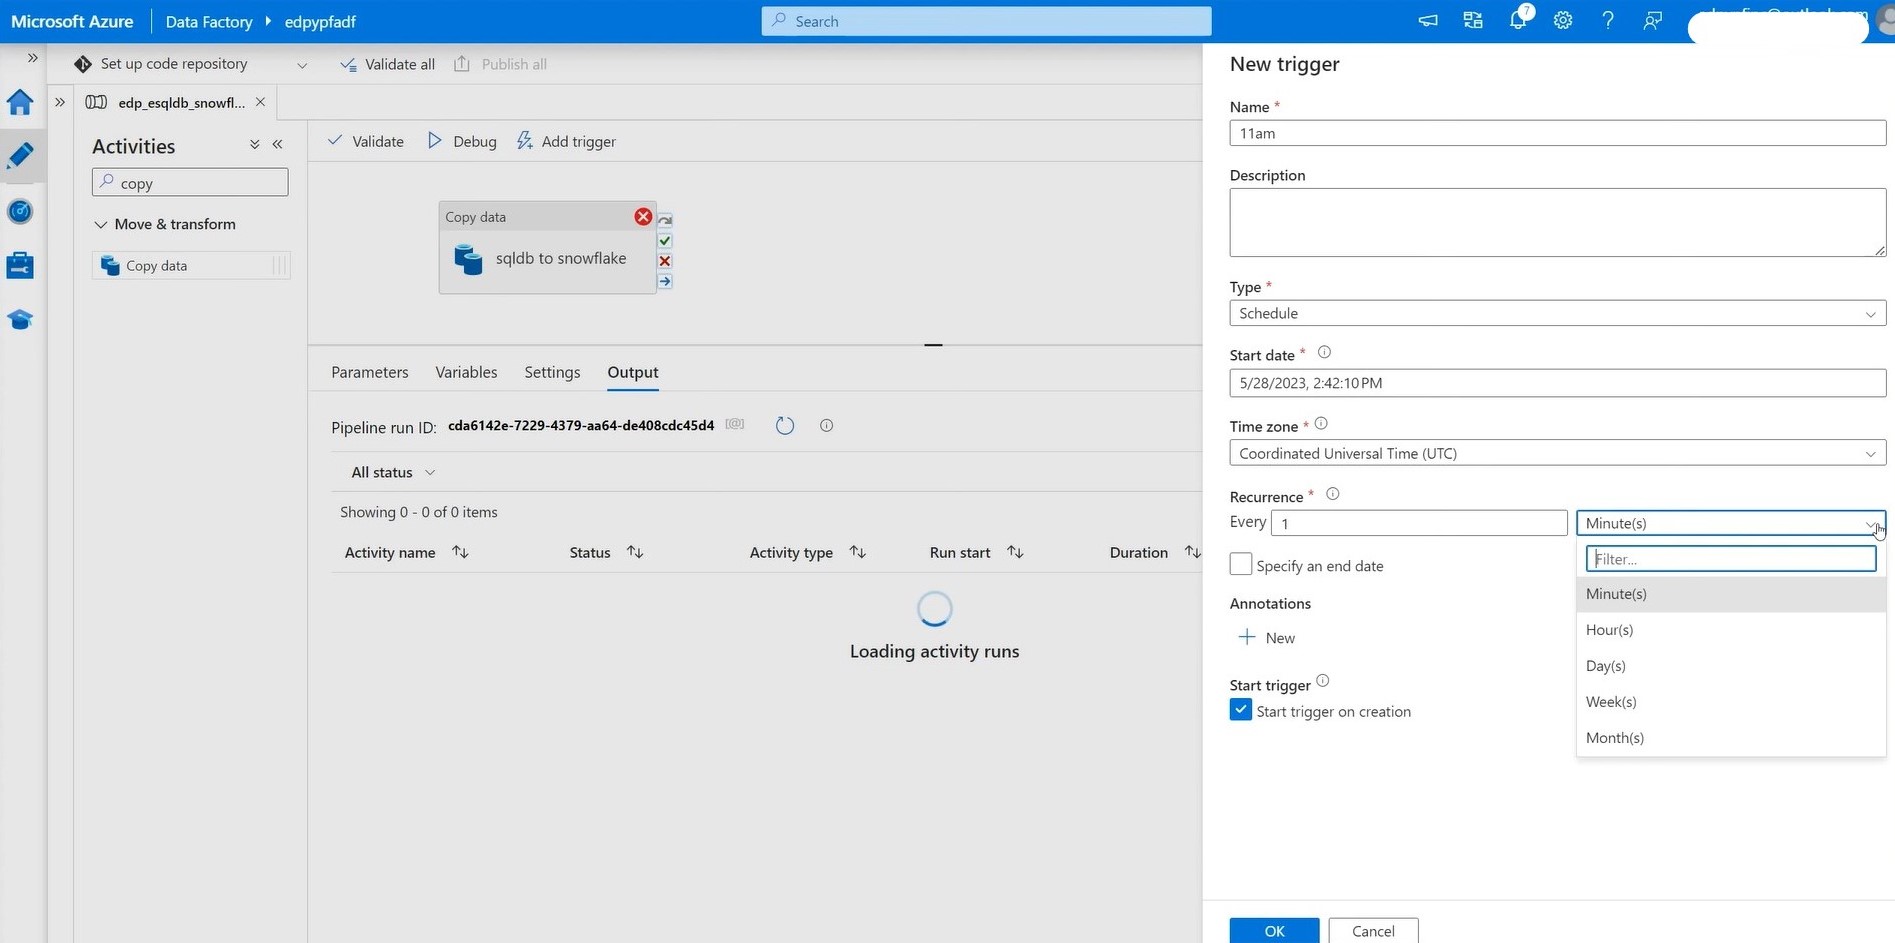 Microsoft Azure
Data Factory
edpypfadf
Search
7
Set up code repository
Validate all
Publish all
edp_esqldb_snowfl...
Activities
copy
Move & transform
Copy data
Validate
Debug
Add trigger
Copy data
sqldb to snowflake
Parameters
Variables
Settings
Output
Pipeline run ID: cda6142e-7229-4379-aa64-de408cdc45d4
All status
Showing 0 - 0 of 0 items
Activity name
Status
Activity type
Run start
Duration
Loading activity runs
New trigger
Name *
11am
Description
Type *
Schedule
Start date *
5/28/2023, 2:42:10 PM
Time zone *
Coordinated Universal Time (UTC)
Recurrence *
Every 1
Minute(s)
Filter...
Minute(s)
Hour(s)
Day(s)
Week(s)
Month(s)
Specify an end date
Annotations
New
Start trigger
Start trigger on creation
OK
Cancel